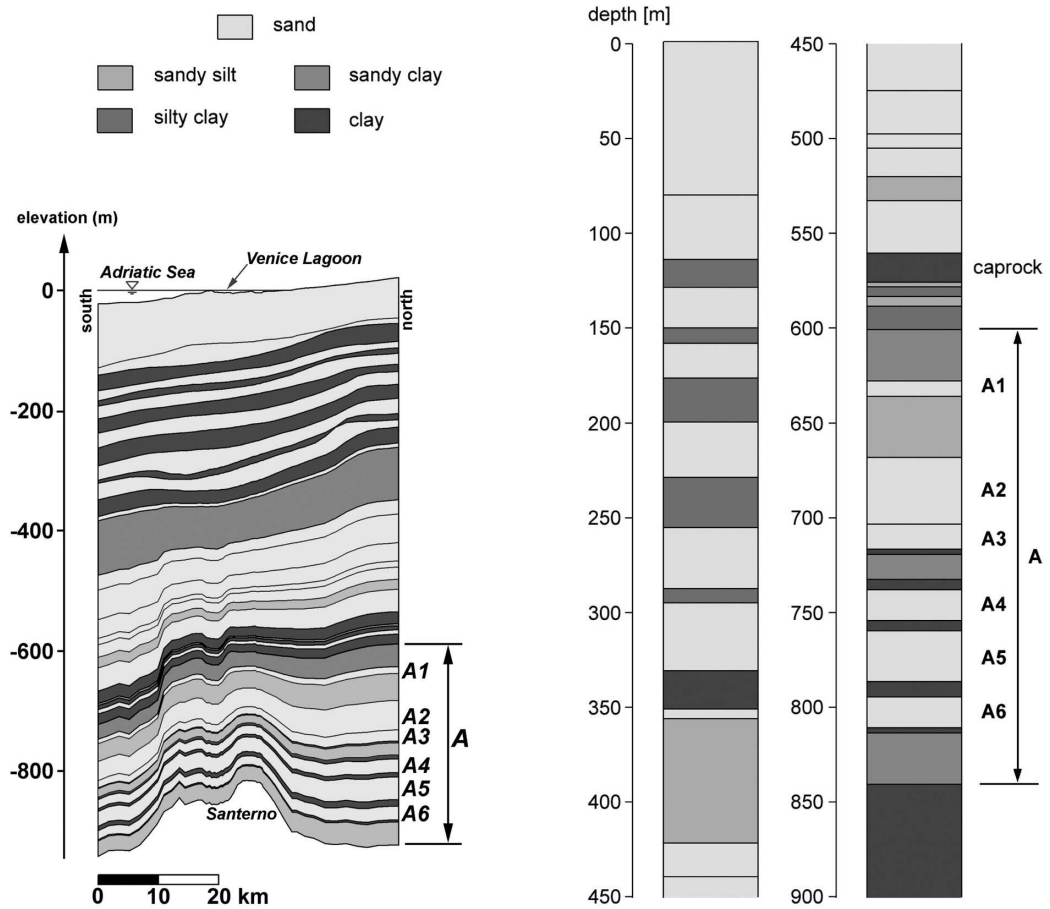 sand
sandy silt
sandy clay
silty clay
clay
elevation (m)
Adriatic Sea
Venice Lagoon
0
-200
-400
-600
-800
south
north
A1
A2
A3
A4
A5
A6
A
Santerno
0 10 20 km
depth [m]
0
50
100
150
200
250
300
350
400
450
450
500
550
600
650
700
750
800
850
900
caprock
A1
A2
A3
A4
A5
A6
A